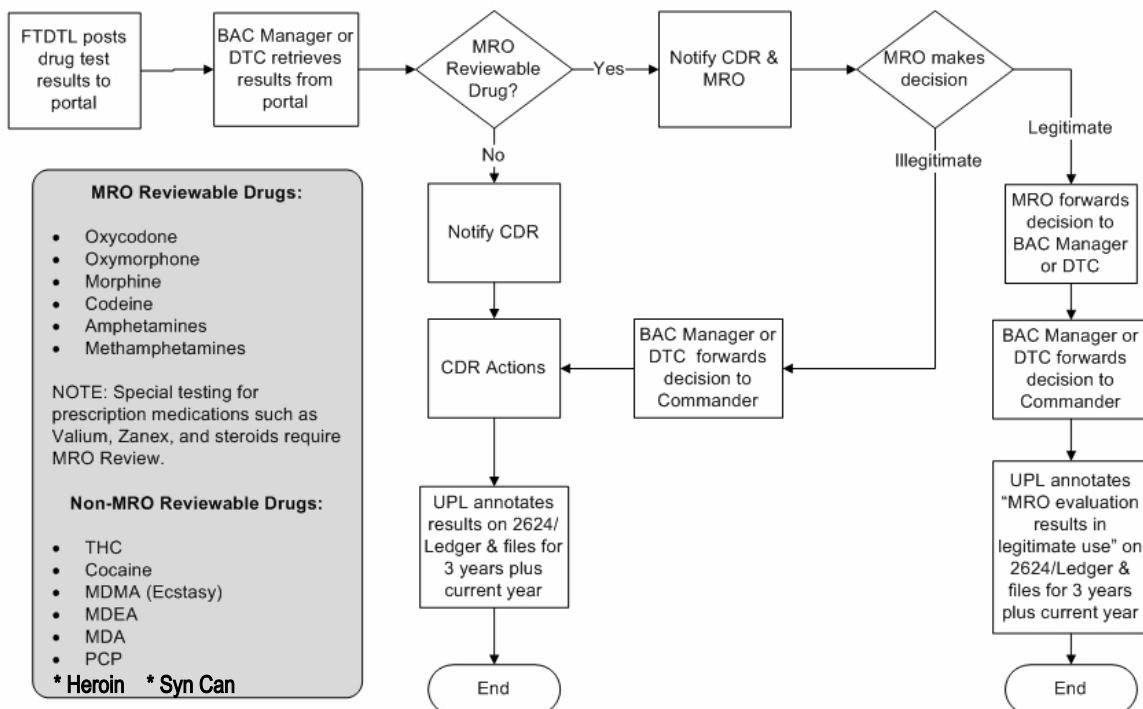 FTDTL posts
drug test
results to
portal
BAC Manager or
DTC retrieves
results from
portal
MRO
Reviewable
Drug?
Yes
Notify CDR &
MRO
MRO makes
decision
Legitimate
Illegitimate
No
Notify CDR
CDR Actions
BAC Manager or
DTC forwards
decision to
Commander
MRO forwards
decision to
BAC Manager
or DTC
BAC Manager or
DTC forwards
decision to
Commander
UPL annotates
results on 2624/
Ledger & files for
3 years plus
current year
End
UPL annotates
“MRO evaluation
results in
legitimate use” on
2624/Ledger &
files for 3 years
plus current year
End
MRO Reviewable Drugs:
• Oxycodone
• Oxymorphone
• Morphine
• Codeine
• Amphetamines
• Methamphetamines
NOTE: Special testing for
prescription medications such as
Valium, Zanex, and steroids require
MRO Review.
Non-MRO Reviewable Drugs:
• THC
• Cocaine
• MDMA (Ecstasy)
• MDEA
• MDA
• PCP
* Heroin * Syn Can